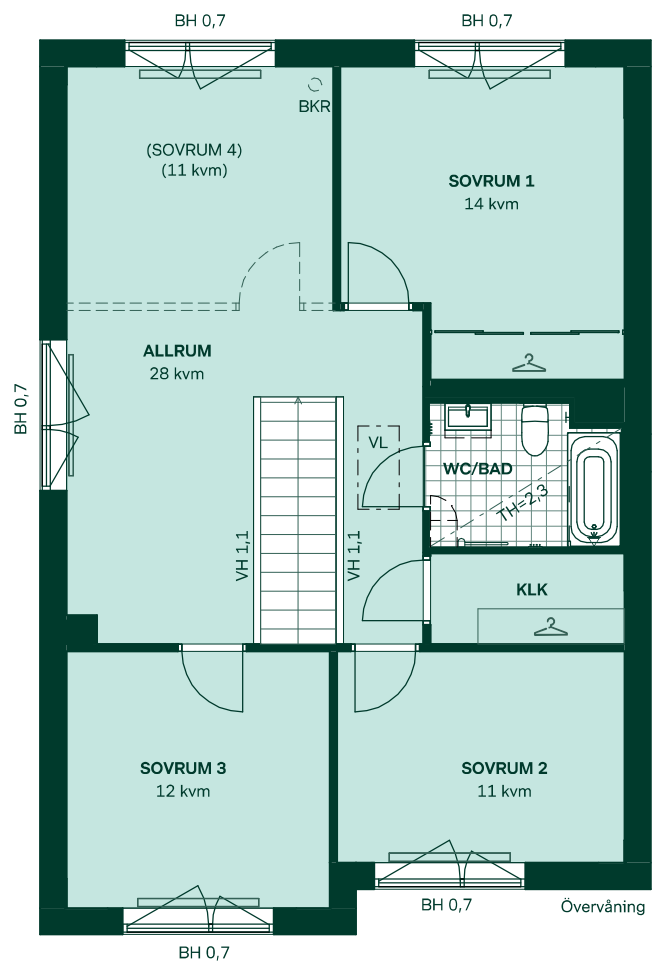 BH 0,7
BH 0,7
BKR
(SOVRUM 4)
(11 kvm)
SOVRUM 1
14 kvm
ALLRUM
28 kvm
BH 0,7
VL
WC/BAD
TH=2,3
VH 1,1
VH 1,1
KLK
SOVRUM 3
12 kvm
SOVRUM 2
11 kvm
BH 0,7
Övervåning
BH 0,7